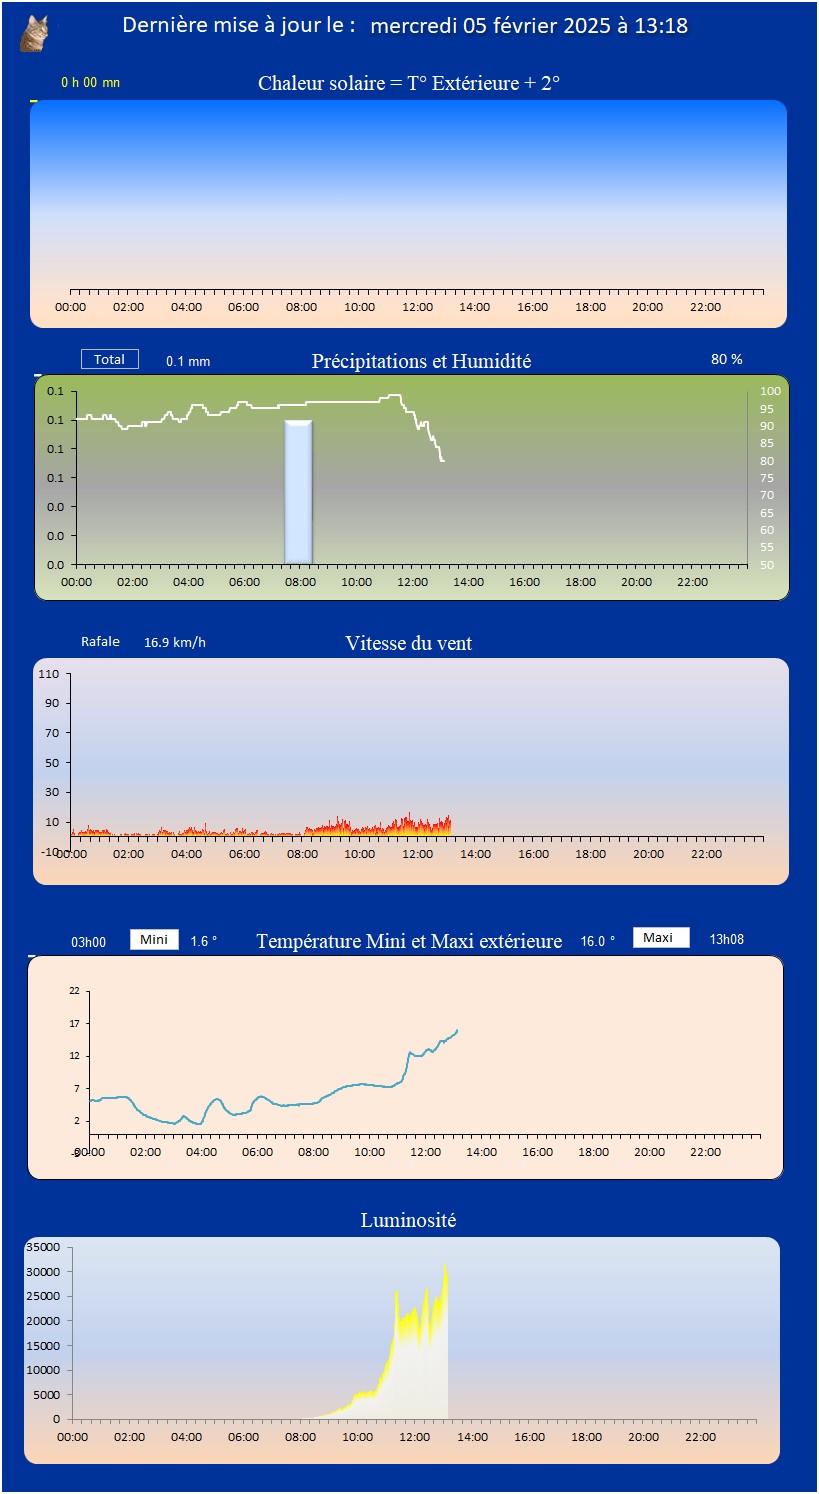 Dernière mise à jour le : mercredi 05 février 2025 à 13:18
0 h 00 mn
Chaleur solaire = T° Extérieure + 2°
00:00 02:00 04:00 06:00 08:00 10:00 12:00 14:00 16:00 18:00 20:00 22:00
Total 0.1 mm Précipitations et Humidité 80 %
0.1 100
95
0.1 90
85
0.1 80
0.1 75
70
0.0 65
0.0 60
55
0.0 50
00:00 02:00 04:00 06:00 08:00 10:00 12:00 14:00 16:00 18:00 20:00 22:00
Rafale 16.9 km/h Vitesse du vent
110
90
70
50
30
10
-10
00:00 02:00 04:00 06:00 08:00 10:00 12:00 14:00 16:00 18:00 20:00 22:00
03h00 Mini 1.6 ° Température Mini et Maxi extérieure 16.0 ° Maxi 13h08
22
17
12
7
2
00:00 02:00 04:00 06:00 08:00 10:00 12:00 14:00 16:00 18:00 20:00 22:00
Luminosité
35000
30000
25000
20000
15000
10000
5000
0
00:00 02:00 04:00 06:00 08:00 10:00 12:00 14:00 16:00 18:00 20:00 22:00